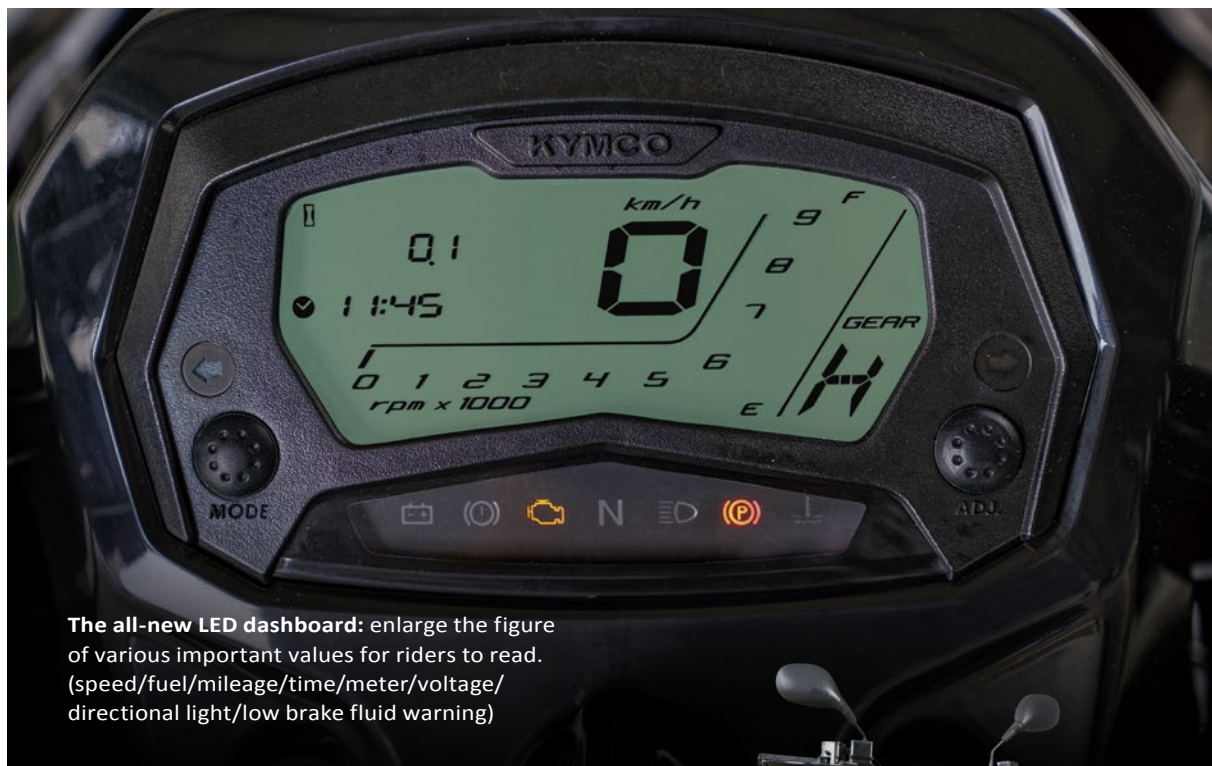 KYMCO
km/h
0.1
0
11:45
9
F
8
7
GEAR
H
0 1 2 3 4 5 6
rpm x 1000
E
MODE
N
P
ADJ.
The all-new LED dashboard: enlarge the figure
of various important values for riders to read.
(speed/fuel/mileage/time/meter/voltage/
directional light/low brake fluid warning)